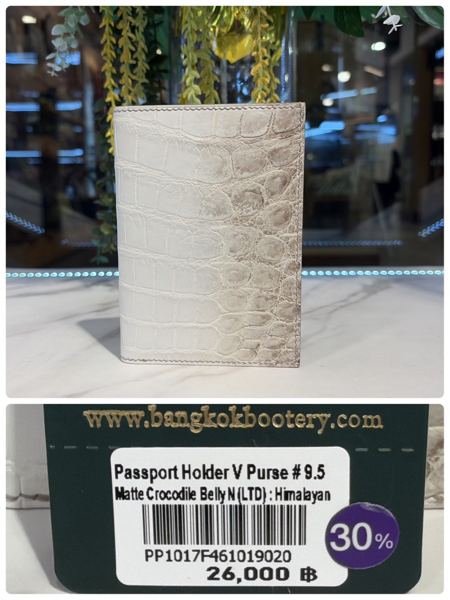 www.bangkokbootery.com
Passport Holder V Purse # 9.5
Matte Crocodile Belly N (LTD) : Himalayan
PP1017F461019020
30%
26,000 ฿